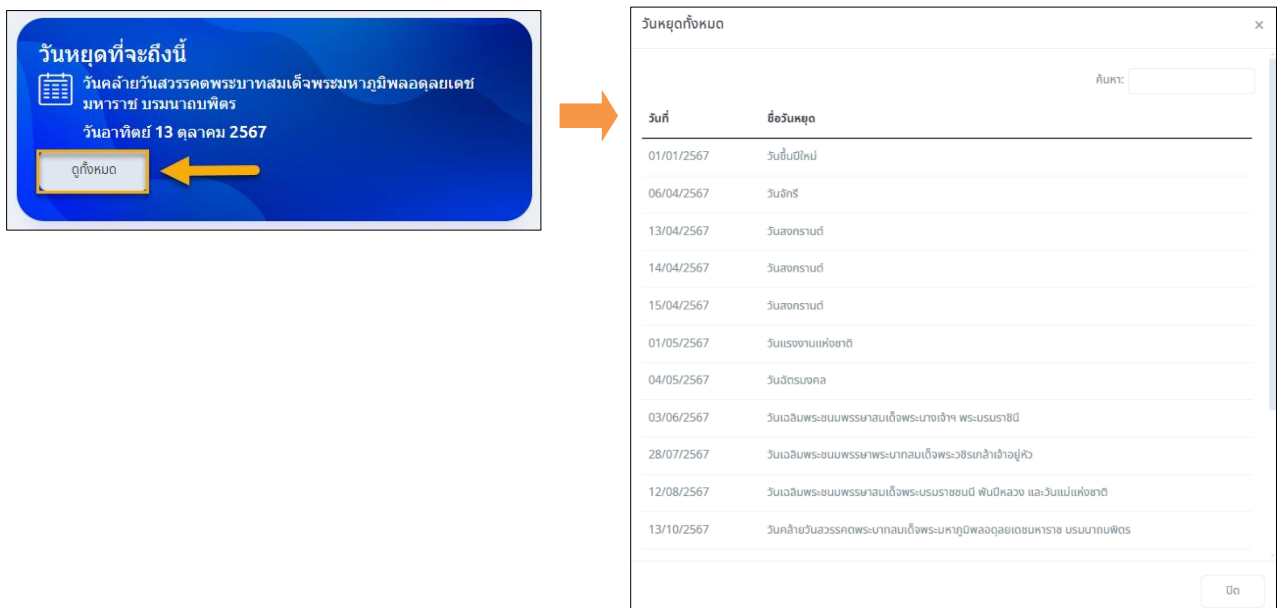 วันหยุดที่จะถึงนี้
วันคล้ายวันสวรรคตพระบาทสมเด็จพระมหาภูมิพลอดุลยเดช
มหาราช บรมนาถบพิตร
วันอาทิตย์ 13 ตุลาคม 2567
ดูทั้งหมด
วันหยุดทั้งหมด ×
ค้นหา:
วันที่ ชื่อวันหยุด
01/01/2567 วันขึ้นปีใหม่
06/04/2567 วันจักรี
13/04/2567 วันสงกรานต์
14/04/2567 วันสงกรานต์
15/04/2567 วันสงกรานต์
01/05/2567 วันแรงงานแห่งชาติ
04/05/2567 วันฉัตรมงคล
03/06/2567 วันเฉลิมพระชนมพรรษาสมเด็จพระนางเจ้าฯ พระบรมราชินี
28/07/2567 วันเฉลิมพระชนมพรรษาพระบาทสมเด็จพระวชิรเกล้าเจ้าอยู่หัว
12/08/2567 วันเฉลิมพระชนมพรรษาสมเด็จพระบรมราชชนนี พันปีหลวง และวันแม่แห่งชาติ
13/10/2567 วันคล้ายวันสวรรคตพระบาทสมเด็จพระมหาภูมิพลอดุลยเดชมหาราช บรมนาถบพิตร
ปิด